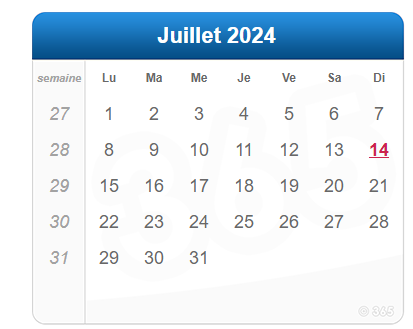 Juillet 2024
semaine Lu Ma Me Je Ve Sa Di
27 1 2 3 4 5 6 7
28 8 9 10 11 12 13 14
29 15 16 17 18 19 20 21
30 22 23 24 25 26 27 28
31 29 30 31
365
© 365